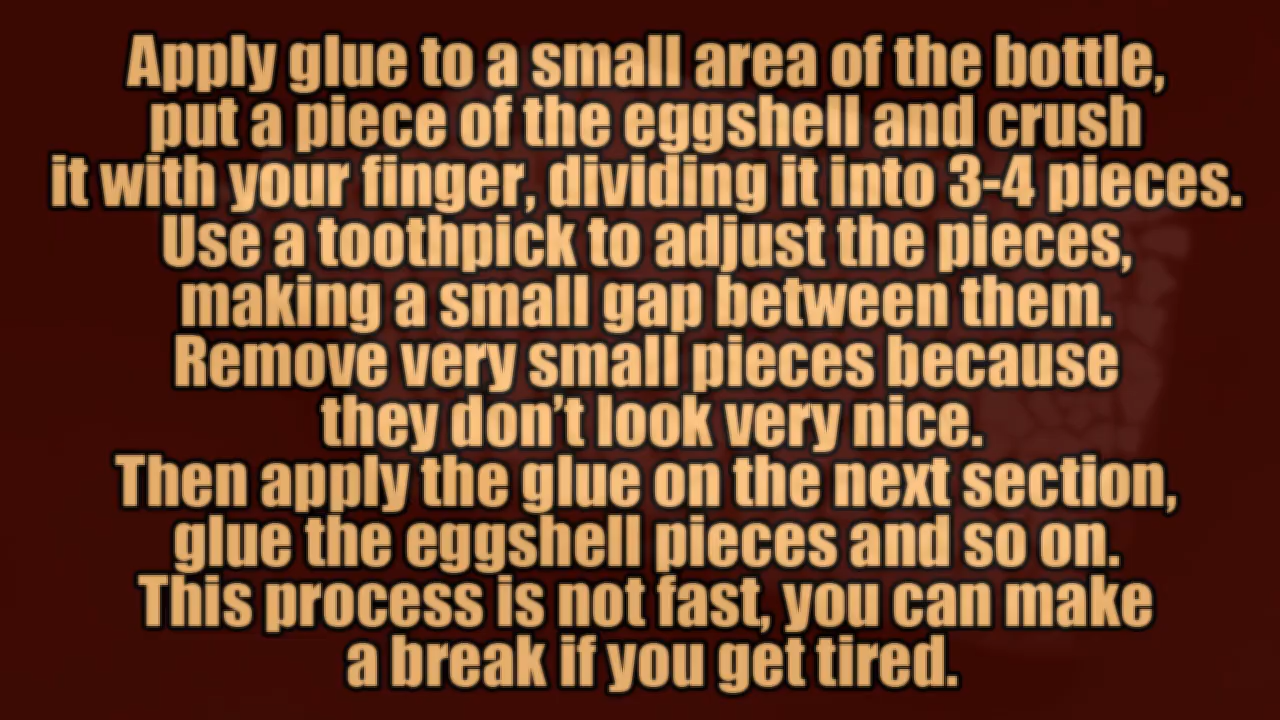 Apply glue to a small area of the bottle,
put a piece of the eggshell and crush
it with your finger, dividing it into 3-4 pieces.
Use a toothpick to adjust the pieces,
making a small gap between them.
Remove very small pieces because
they don’t look very nice.
Then apply the glue on the next section,
glue the eggshell pieces and so on.
This process is not fast, you can make
a break if you get tired.